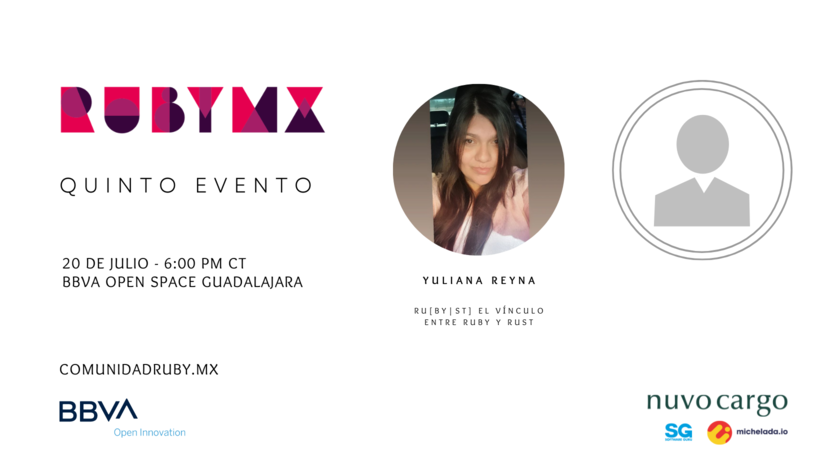 RUBYMX
QUINTO EVENTO
20 DE JULIO - 6:00 PM CT
BBVA OPEN SPACE GUADALAJARA
COMUNIDADRUBY.MX
BBVA
Open Innovation
YULIANA REYNA
RU[BY|ST] EL VÍNCULO
ENTRE RUBY Y RUST
nuvocargo
SG
michelada.io